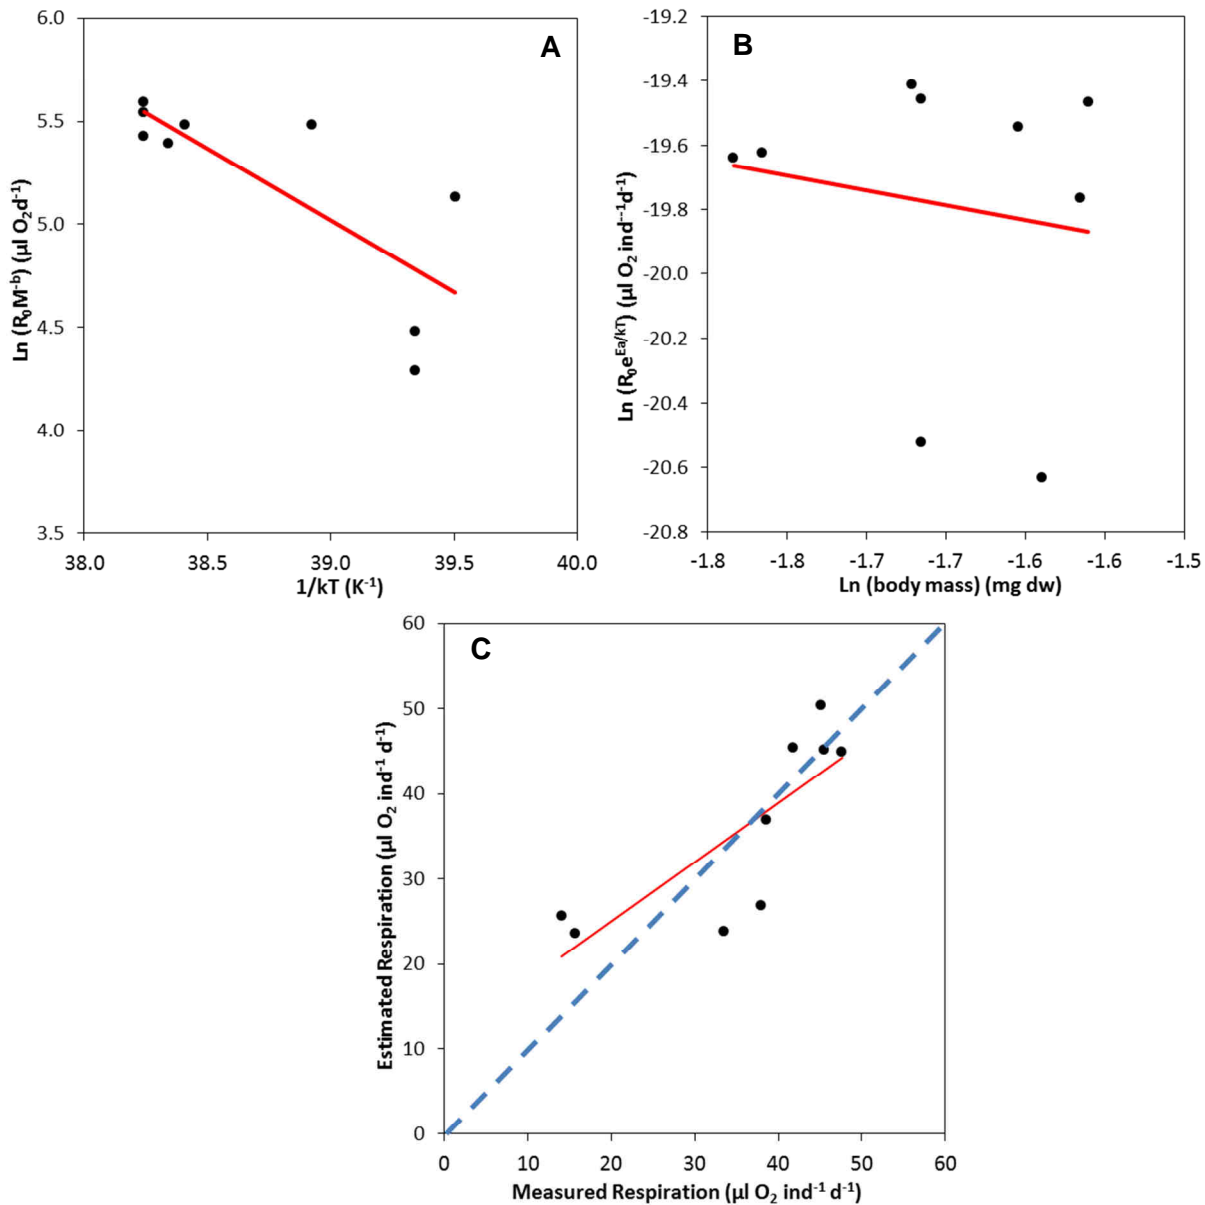 A
Ln (R₀M⁻ᵇ) (µl O₂d⁻¹)
6.0
5.5
5.0
4.5
4.0
3.5
38.0 38.5 39.0 39.5 40.0
1/kT (K⁻¹)
B
Ln (R₀e^Ea/kT) (µl O₂ ind⁻⁻¹d⁻¹)
-19.2
-19.4
-19.6
-19.8
-20.0
-20.2
-20.4
-20.6
-20.8
-1.8 -1.8 -1.7 -1.7 -1.6 -1.6 -1.5
Ln (body mass) (mg dw)
C
Estimated Respiration (µl O₂ ind⁻¹ d⁻¹)
60
50
40
30
20
10
0
0 10 20 30 40 50 60
Measured Respiration (µl O₂ ind⁻¹ d⁻¹)